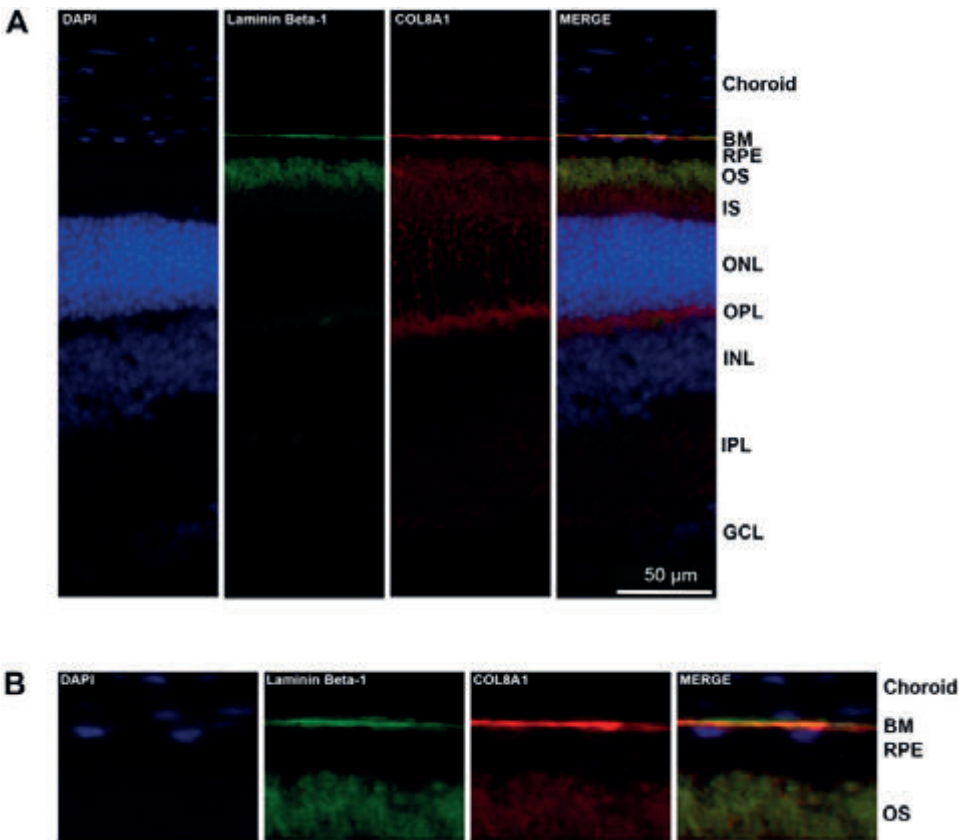 A
DAPI
Laminin Beta-1
COL8A1
MERGE
Choroid
BM
RPE
OS
IS
ONL
OPL
INL
IPL
GCL
50 µm
B
DAPI
Laminin Beta-1
COL8A1
MERGE
Choroid
BM
RPE
OS